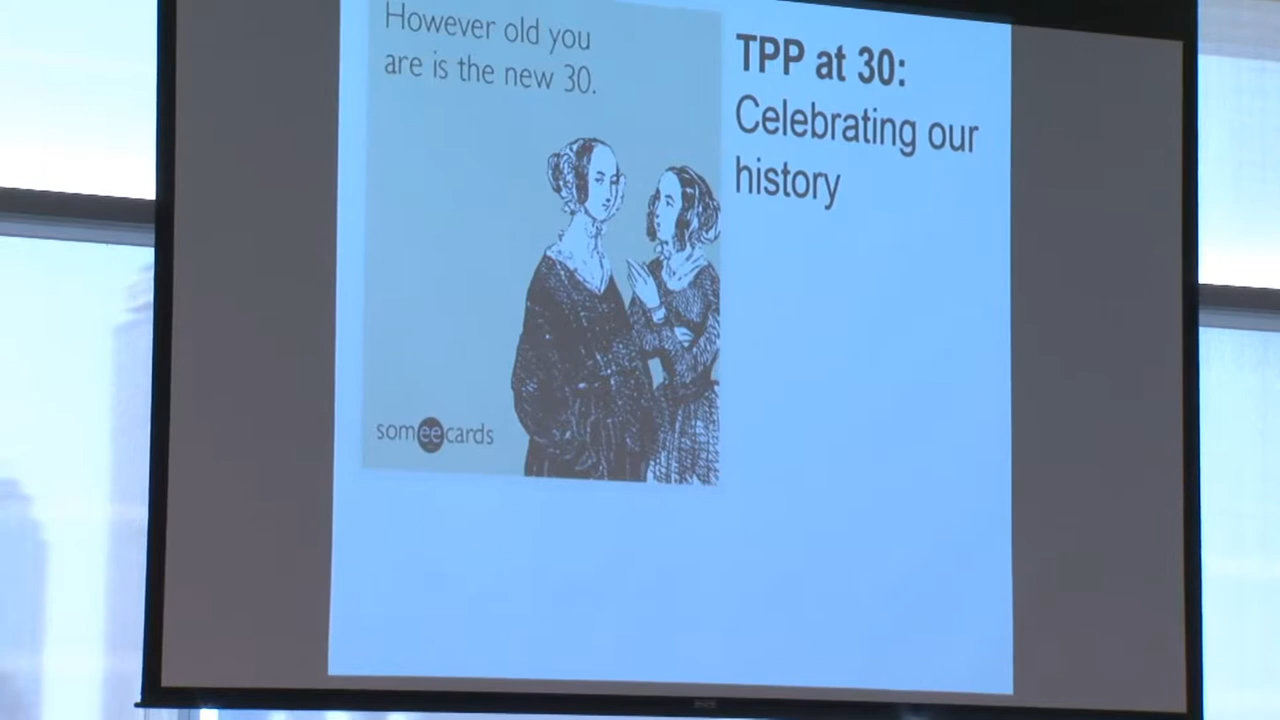 However old you
are is the new 30.
TPP at 30:
Celebrating our
history
someecards